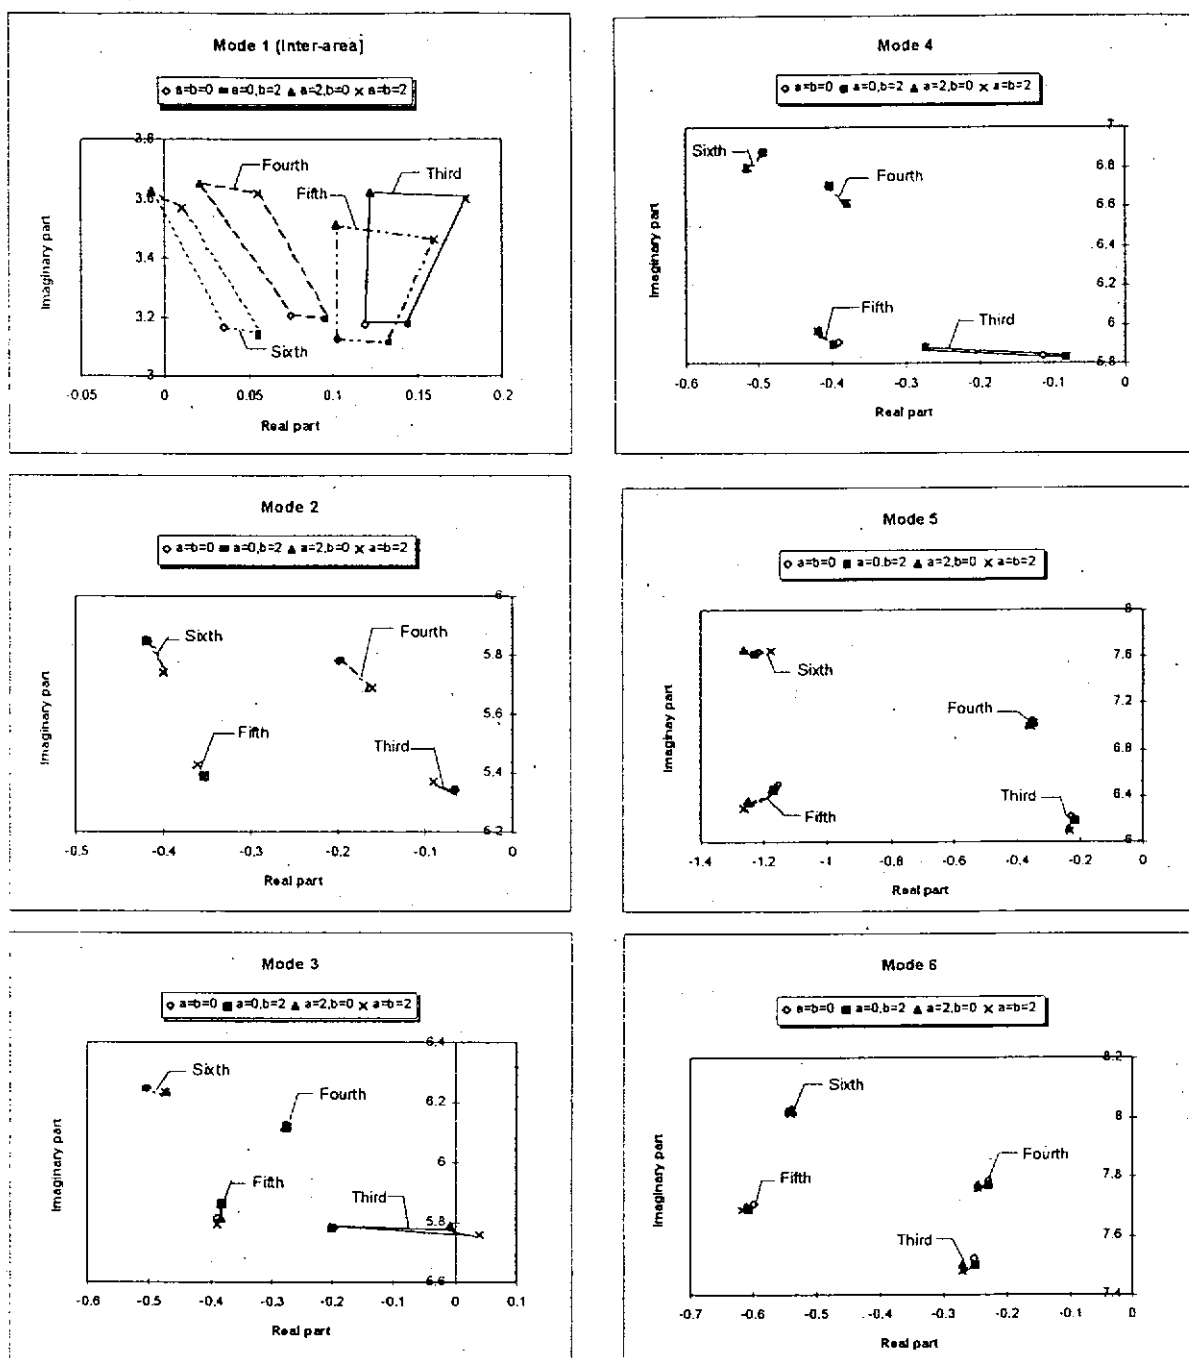 Mode 1 (Inter-area]
a=b=0 a=0,b=2 a=2,b=0 a=b=2
3.8
3.6
3.4
3.2
3
Imaginary part
Fourth
Fifth
Third
Sixth
-0.05 0 0.05 0.1 0.15 0.2
Real part
Mode 4
a=b=0 a=0,b=2 a=2,b=0 a=b=2
7
6.8
6.6
6.4
6.2
6
5.8
Imaginary part
Sixth
Fourth
Fifth
Third
-0.6 -0.5 -0.4 -0.3 -0.2 -0.1 0
Real part
Mode 2
a=b=0 a=0,b=2 a=2,b=0 a=b=2
6
5.8
5.6
5.4
5.2
Imaginary part
Sixth
Fourth
Fifth
Third
-0.5 -0.4 -0.3 -0.2 -0.1 0
Real part
Mode 5
a=b=0 a=0.b=2 a=2,b=0 a=b=2
8
7.6
7.2
6.8
6.4
6
Imaginay part
Sixth
Fourth
Fifth
Third
-1.4 -1.2 -1 -0.8 -0.6 -0.4 -0.2 0
Real part
Mode 3
a=b=0 a=0,b=2 a=2,b=0 a=b=2
6.4
6.2
6
5.8
5.6
Imaginary part
Sixth
Fourth
Fifth
Third
-0.6 -0.5 -0.4 -0.3 -0.2 -0.1 0 0.1
Real part
Mode 6
a=b=0 a=0,b=2 a=2,b=0 a=b=2
8.2
8
7.8
7.6
7.4
Imaginary part
Sixth
Fourth
Fifth
Third
-0.7 -0.6 -0.5 -0.4 -0.3 -0.2 -0.1 0
Real part